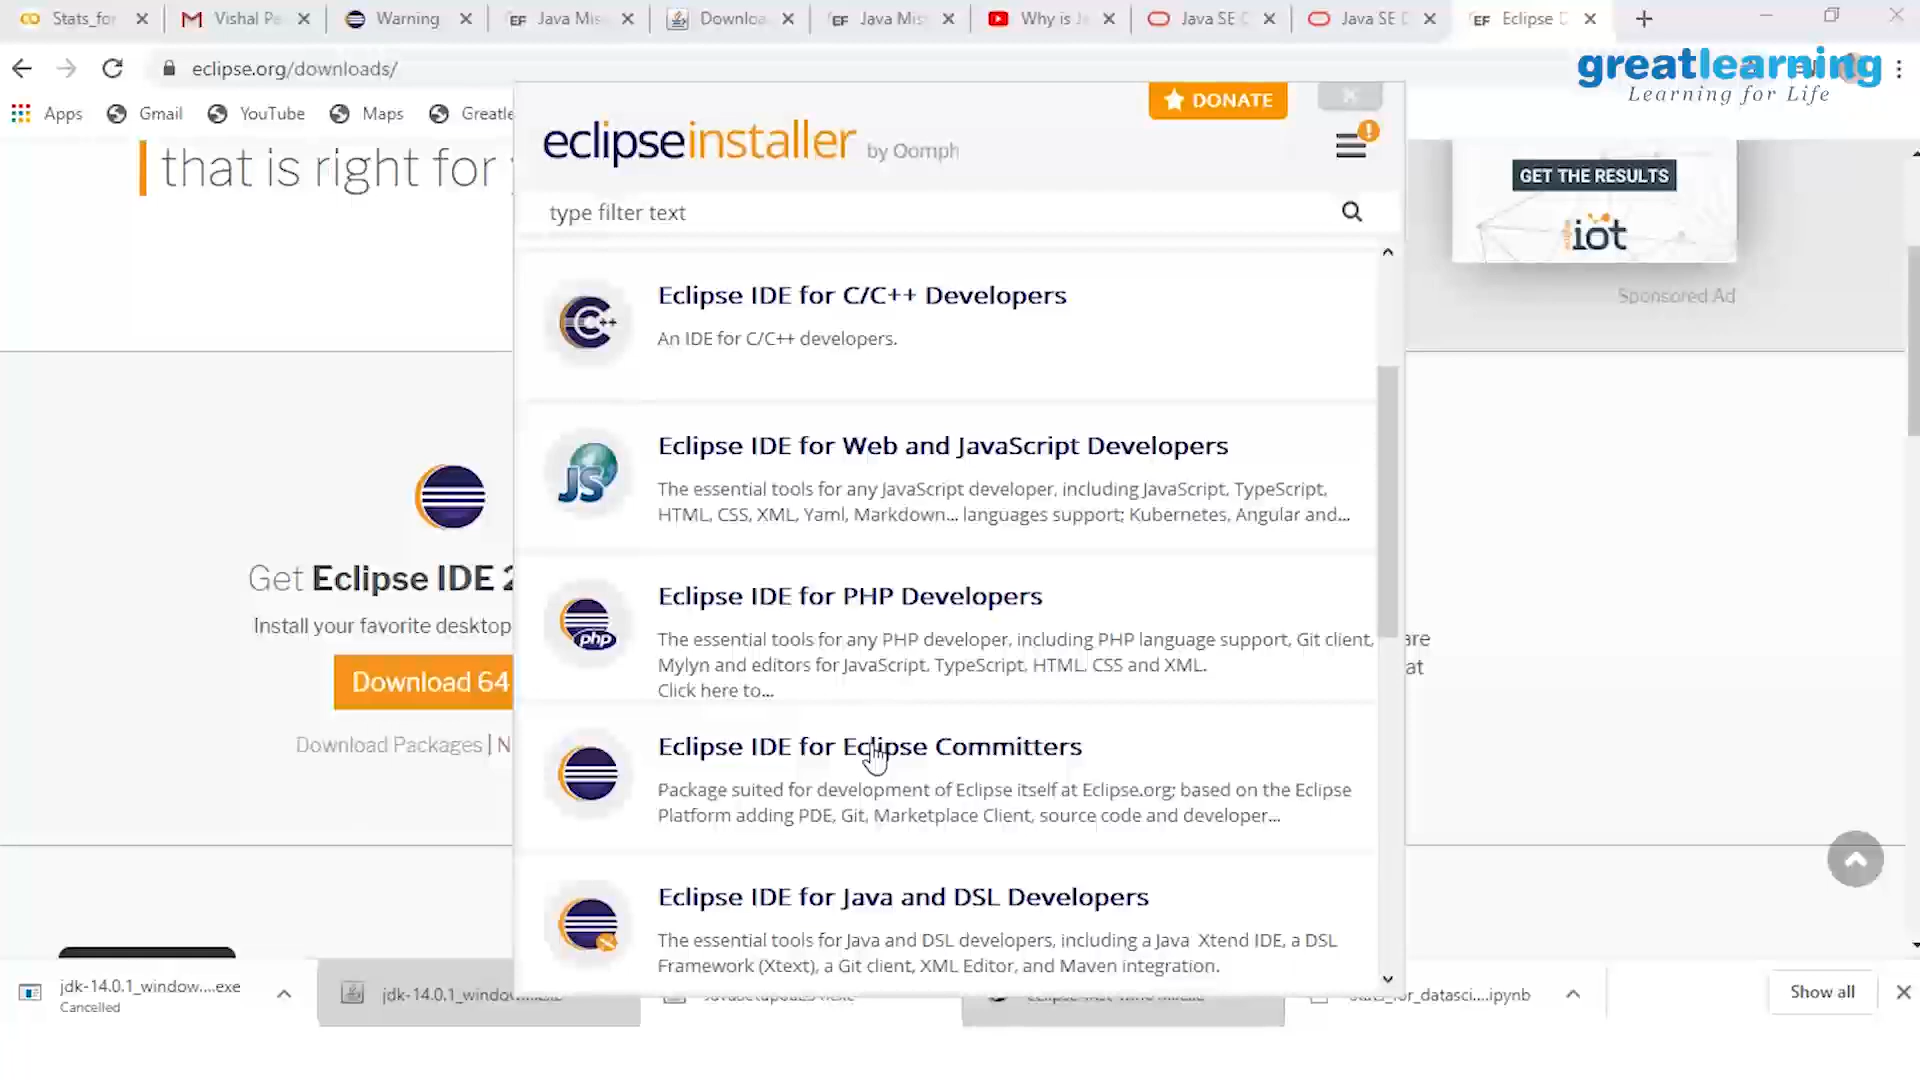 Stats_for
Vishal Pa
Warning
Java Mis
Downloa
Java Mis
Why is J
Java SE D
Java SE D
Eclipse D
eclipse.org/downloads/
greatlearning
Learning for Life
Apps
Gmail
YouTube
Maps
Greatle
DONATE
eclipseinstaller by Oomph
that is right for y
GET THE RESULTS
iot
Sponsored Ad
type filter text
Eclipse IDE for C/C++ Developers
An IDE for C/C++ developers.
Eclipse IDE for Web and JavaScript Developers
The essential tools for any JavaScript developer, including JavaScript, TypeScript,
HTML, CSS, XML, Yaml, Markdown... languages support; Kubernetes, Angular and...
Get Eclipse IDE 2
Install your favorite desktop
Download 64
Download Packages | N
Eclipse IDE for PHP Developers
The essential tools for any PHP developer, including PHP language support, Git client,
Mylyn and editors for JavaScript, TypeScript, HTML, CSS and XML.
Click here to...
are
at
Eclipse IDE for Eclipse Committers
Package suited for development of Eclipse itself at Eclipse.org; based on the Eclipse
Platform adding PDE, Git, Marketplace Client, source code and developer...
Eclipse IDE for Java and DSL Developers
The essential tools for Java and DSL developers, including a Java Xtend IDE, a DSL
Framework (Xtext), a Git client, XML Editor, and Maven integration.
jdk-14.0.1_window....exe
Cancelled
jdk-14.0.1_window....exe
Stats_for_datasci....ipynb
Show all